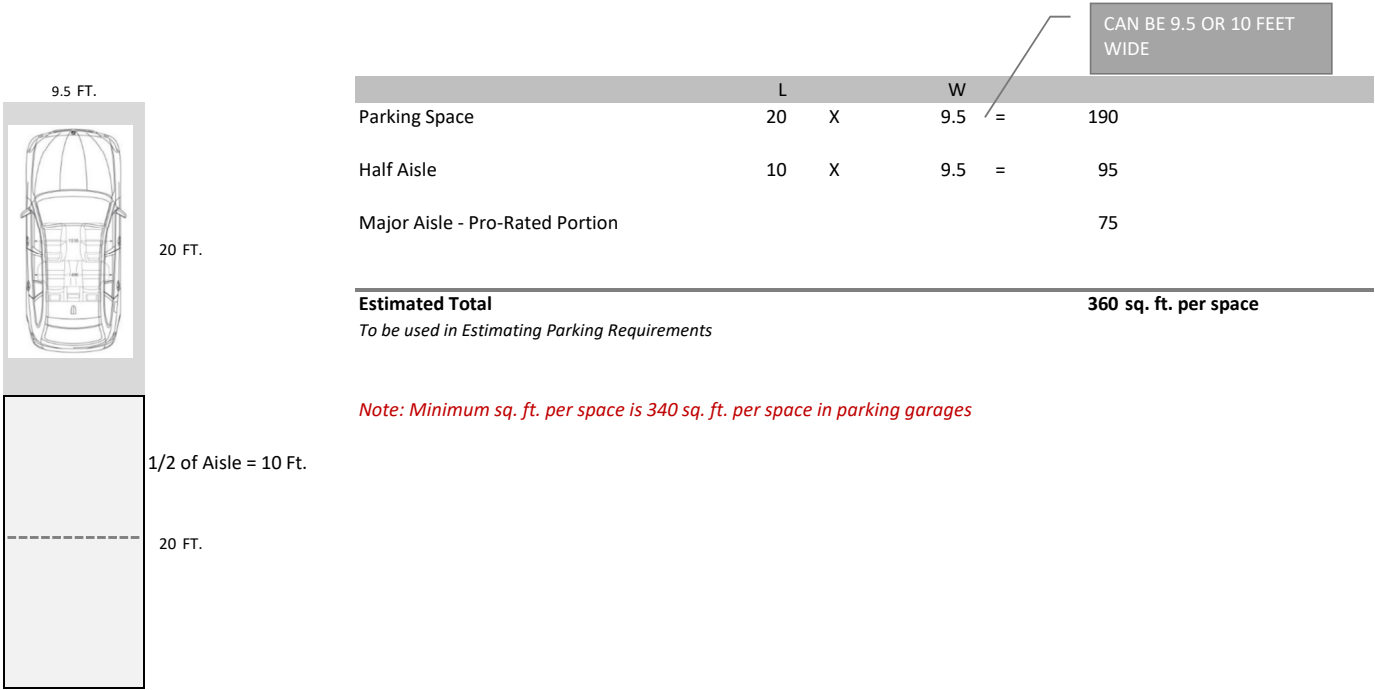 CAN BE 9.5 OR 10 FEET
WIDE
9.5 FT.
L W
Parking Space 20 X 9.5 = 190
Half Aisle 10 X 9.5 = 95
Major Aisle - Pro-Rated Portion 75
20 FT.
Estimated Total 360 sq. ft. per space
To be used in Estimating Parking Requirements
Note: Minimum sq. ft. per space is 340 sq. ft. per space in parking garages
1/2 of Aisle = 10 Ft.
20 FT.